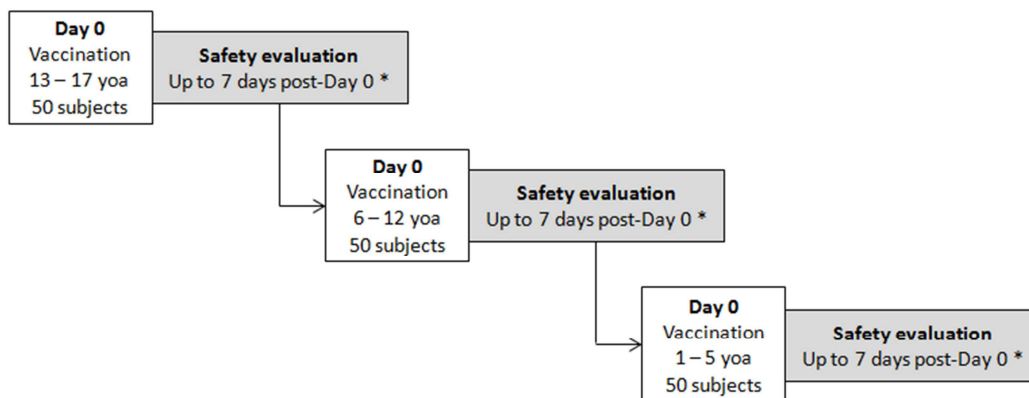 Day 0
Vaccination
13 – 17 yoa
50 subjects
Safety evaluation
Up to 7 days post-Day 0 *
Day 0
Vaccination
6 – 12 yoa
50 subjects
Safety evaluation
Up to 7 days post-Day 0 *
Day 0
Vaccination
1 – 5 yoa
50 subjects
Safety evaluation
Up to 7 days post-Day 0 *